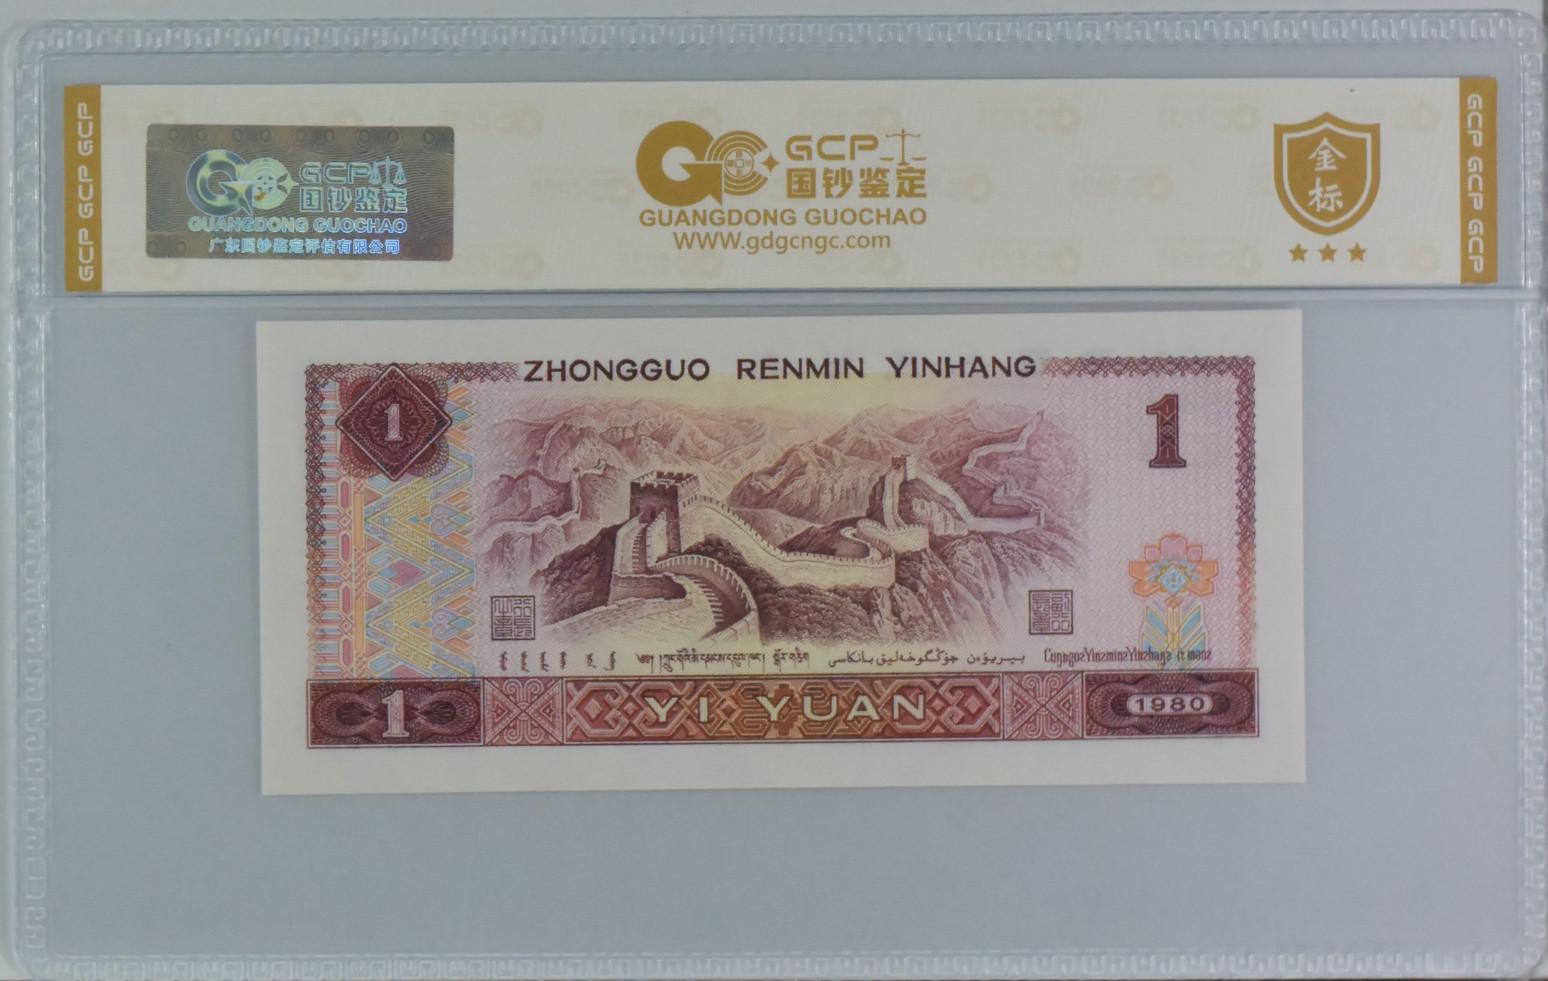 GCP GCP GCP
GCP
国钞鉴定
GUANGDONG GUOCHAO
广东国钞鉴定评估有限公司
GCP
国钞鉴定
GUANGDONG GUOCHAO
WWW.gdgcngc.com
金
标
GCP GCP GCP
ZHONGGUO RENMIN YINHANG
1
1
1
YI YUAN
1980